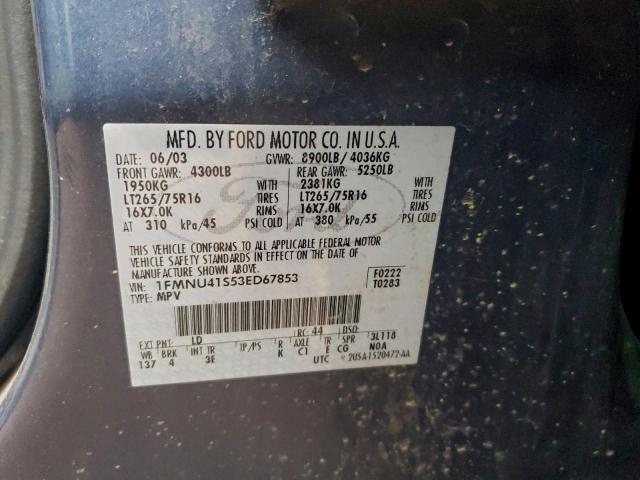 MFD. BY FORD MOTOR CO. IN U.S.A.
DATE: 06/03 GVWR: 8900LB/ 4036KG
FRONT GAWR: 4300LB REAR GAWR: 5250LB
1950KG WITH 2381KG WITH
LT265/75R16 TIRES LT265/75R16 TIRES
16X7.0K RIMS 16X7.0K RIMS
AT 310 kPa/45 PSI COLD AT 380 kPa/55 PSI COLD
THIS VEHICLE CONFORMS TO ALL APPLICABLE FEDERAL MOTOR
VEHICLE SAFETY STANDARDS IN EFFECT ON THE DATE OF
MANUFACTURE SHOWN ABOVE.
VIN: 1FMNU41S53ED67853 F0222
TYPE: MPV T0283
Ford
EXT PNT: LD RC: 44 DSO:
WB BRK INT TR TP/PS R AXLE TR SPR 3L118
137 4 3E K C1 E CG N0A
UTC 2U5A-1520472-AA